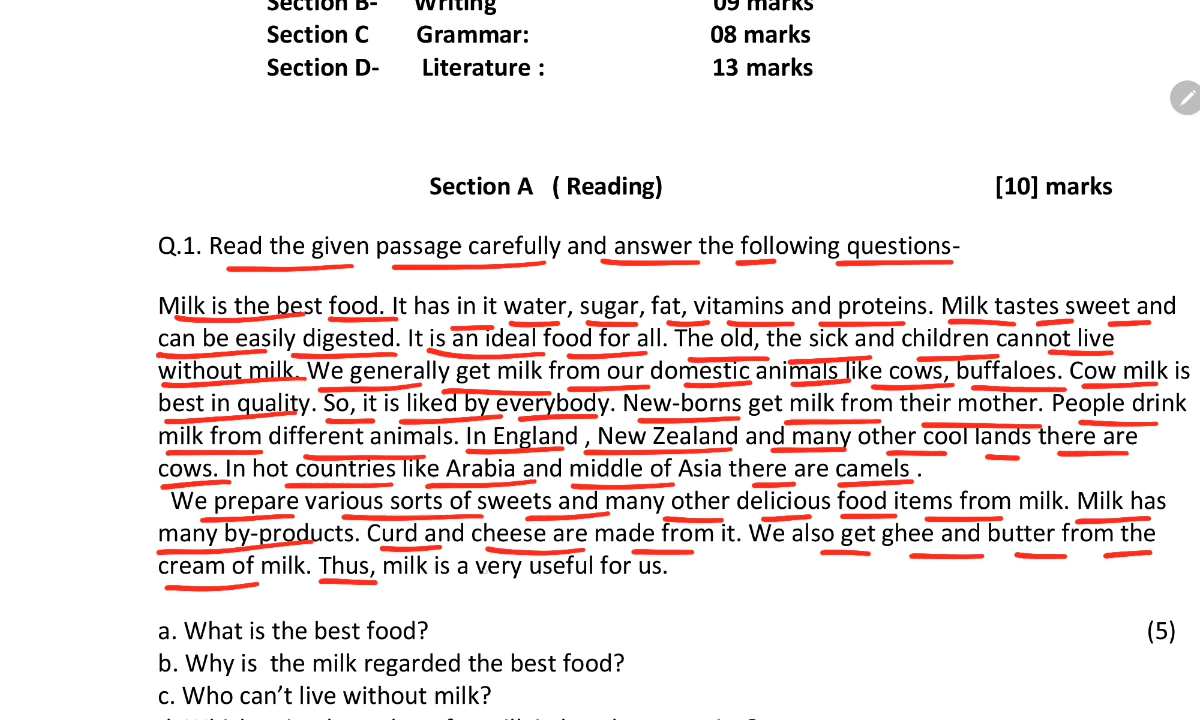 Section B- Writing 09 marks
Section C Grammar: 08 marks
Section D- Literature : 13 marks
Section A ( Reading) [10] marks
Q.1. Read the given passage carefully and answer the following questions-
Milk is the best food. It has in it water, sugar, fat, vitamins and proteins. Milk tastes sweet and
can be easily digested. It is an ideal food for all. The old, the sick and children cannot live
without milk. We generally get milk from our domestic animals like cows, buffaloes. Cow milk is
best in quality. So, it is liked by everybody. New-borns get milk from their mother. People drink
milk from different animals. In England , New Zealand and many other cool lands there are
cows. In hot countries like Arabia and middle of Asia there are camels .
We prepare various sorts of sweets and many other delicious food items from milk. Milk has
many by-products. Curd and cheese are made from it. We also get ghee and butter from the
cream of milk. Thus, milk is a very useful for us.
a. What is the best food? (5)
b. Why is the milk regarded the best food?
c. Who can't live without milk?